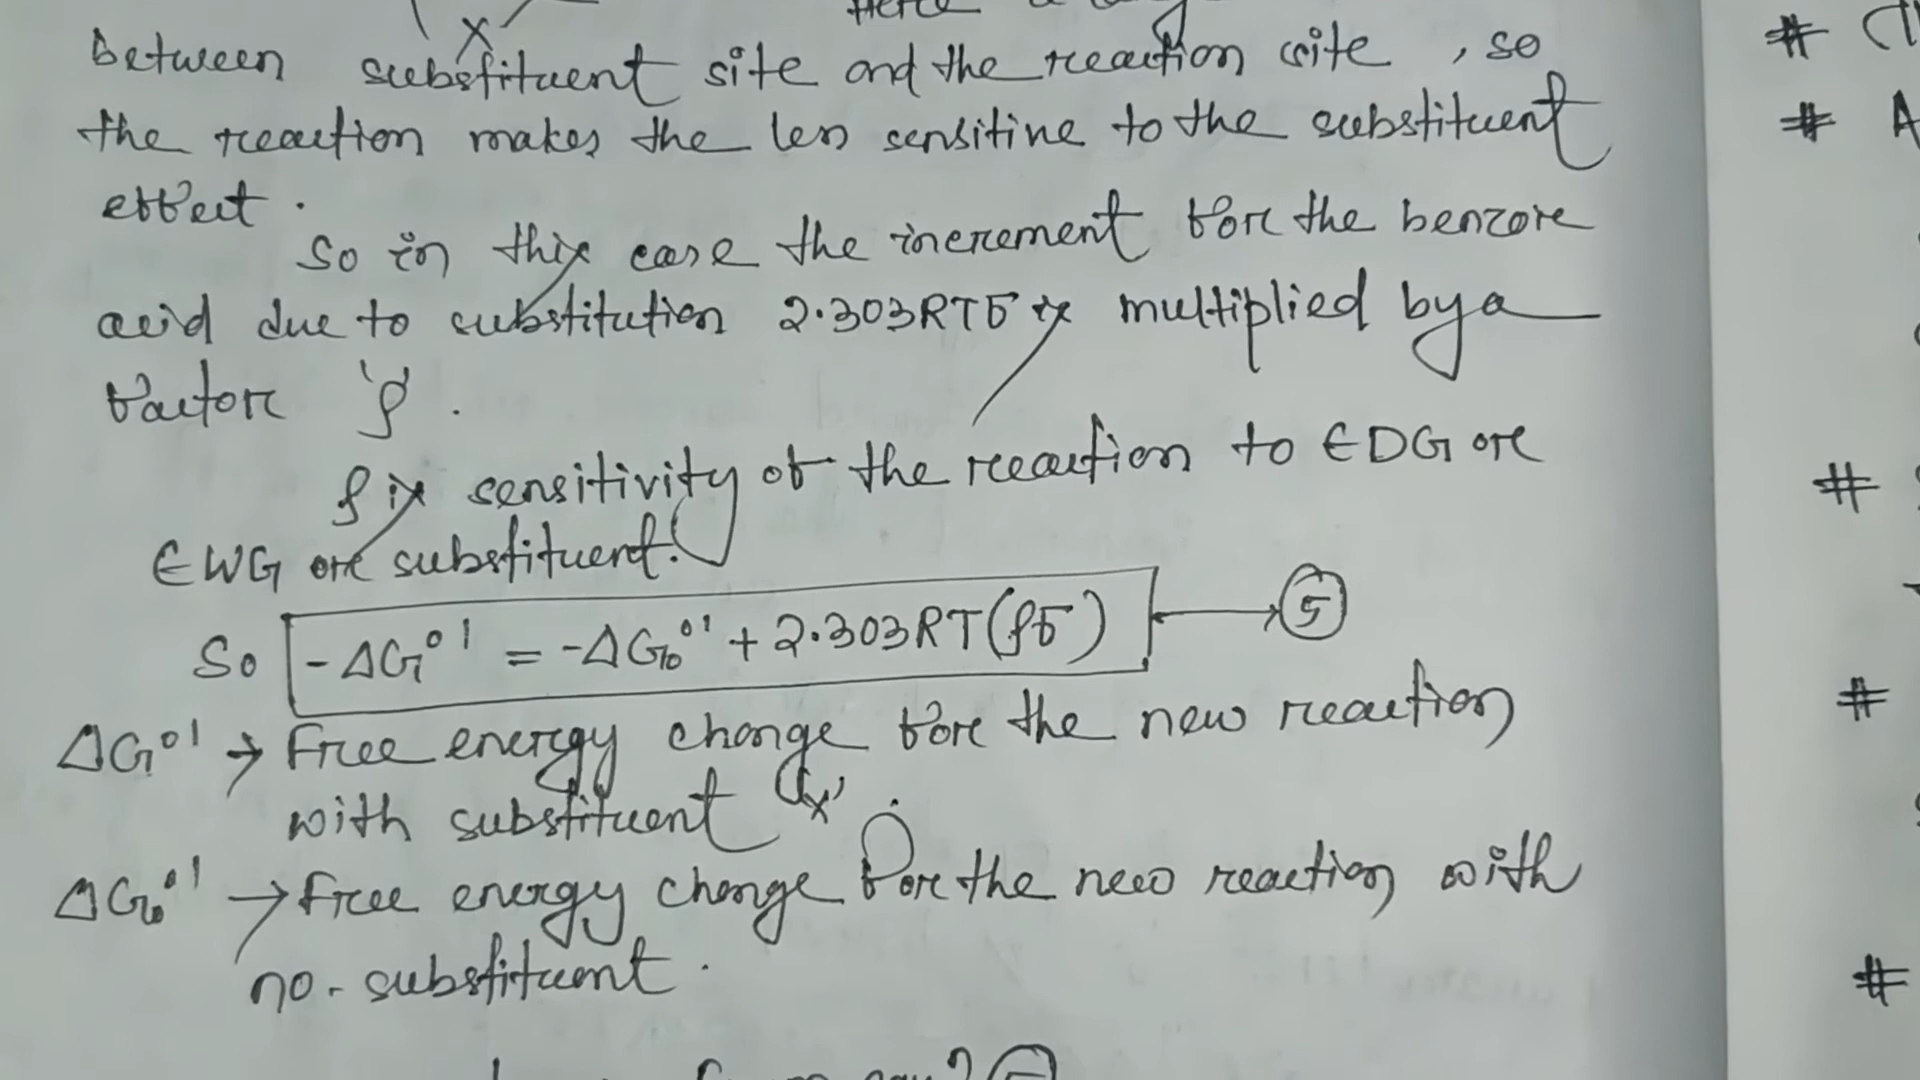 between substituent site and the reaction site, so
the reaction makes the less sensitive to the substituent
effect.
So in this case the increment for the benzoic
acid due to substitution 2.303RTσ is multiplied by a
factor 'ρ'.
ρ is sensitivity of the reaction to EDG or
EWG or substituent.
So -ΔG°' = -ΔG₀°' + 2.303RT(ρσ) → 5
ΔG°' → Free energy change for the new reaction
with substituent 'x'.
ΔG₀°' → Free energy change for the new reaction with
no-substituent.
#
#
#
#
#